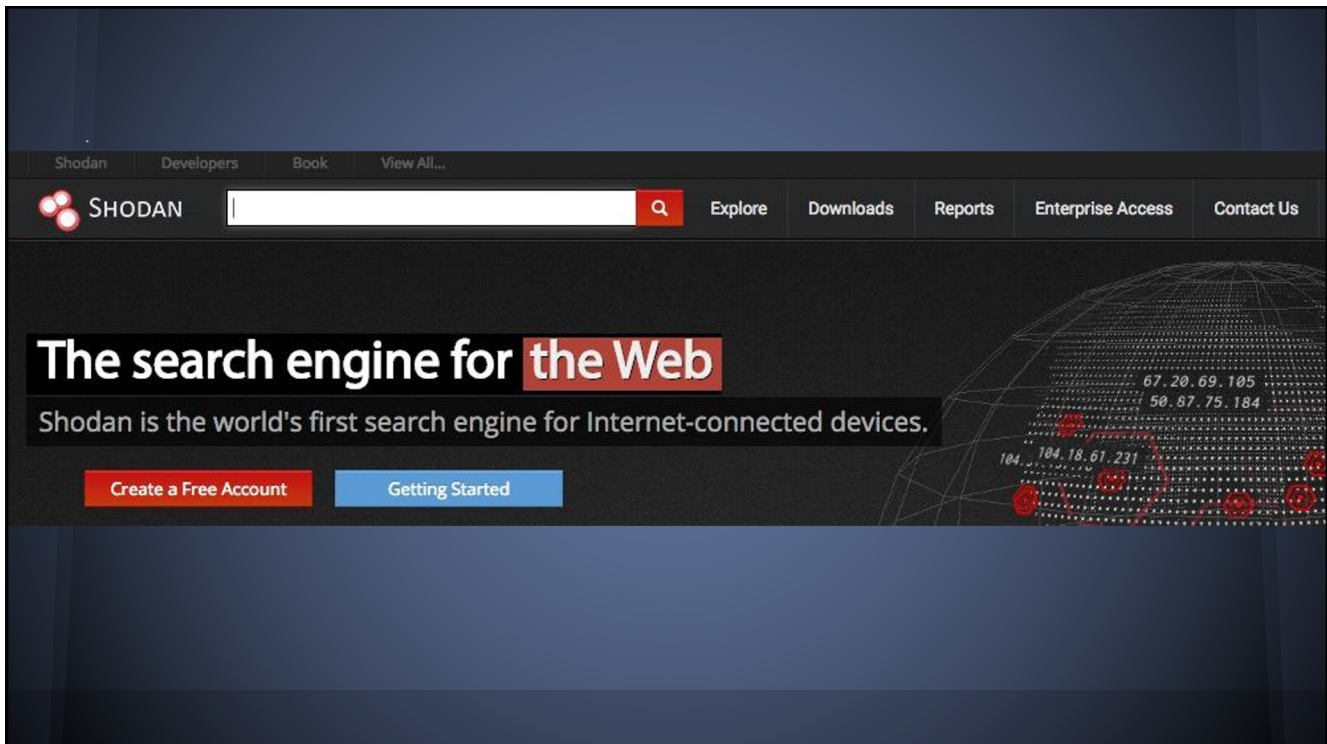 Shodan Developers Book View All...
SHODAN Explore Downloads Reports Enterprise Access Contact Us
The search engine for the Web
Shodan is the world's first search engine for Internet-connected devices.
Create a Free Account Getting Started
67.20.69.105
50.87.75.184
104.18.61.231
104.